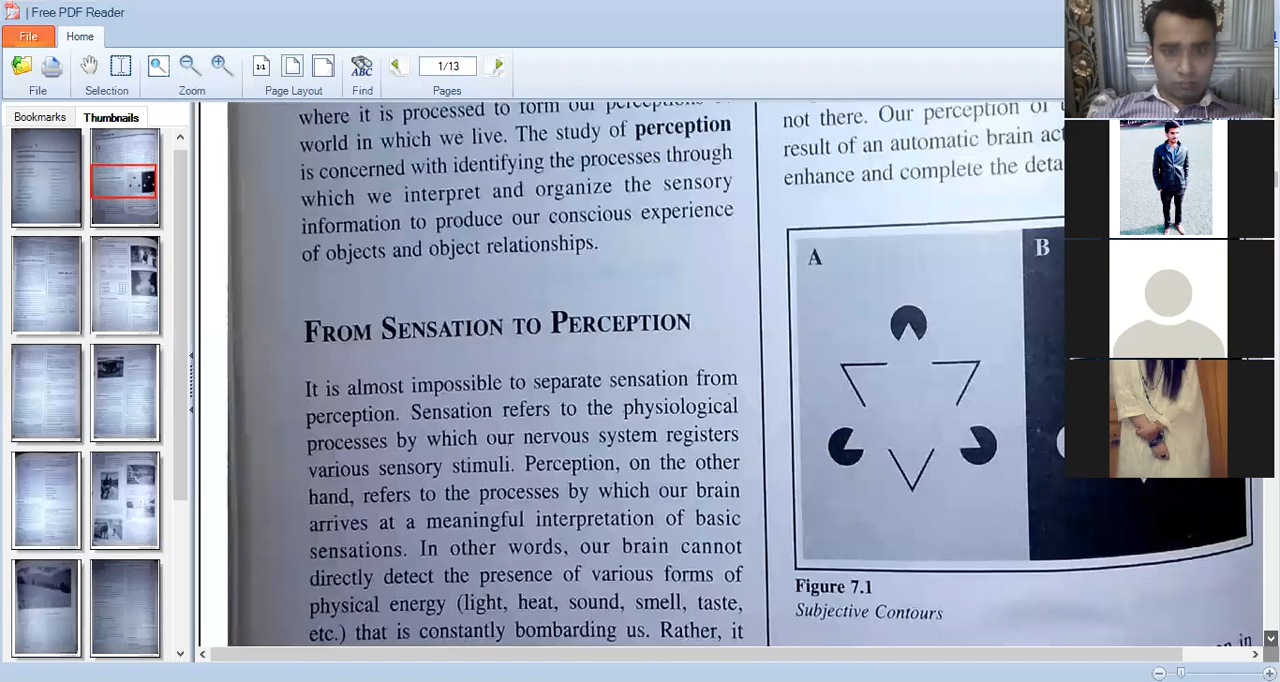 | Free PDF Reader
File
Home
1/1
ABC
1/13
File
Selection
Zoom
Page Layout
Find
Pages
Bookmarks
Thumbnails
where it is processed to form our perceptions
world in which we live. The study of perception
is concerned with identifying the processes through
which we interpret and organize the sensory
information to produce our conscious experience
of objects and object relationships.
FROM SENSATION TO PERCEPTION
It is almost impossible to separate sensation from
perception. Sensation refers to the physiological
processes by which our nervous system registers
various sensory stimuli. Perception, on the other
hand, refers to the processes by which our brain
arrives at a meaningful interpretation of basic
sensations. In other words, our brain cannot
directly detect the presence of various forms of
physical energy (light, heat, sound, smell, taste,
etc.) that is constantly bombarding us. Rather, it
not there. Our perception of
result of an automatic brain
enhance and complete the
A
B
Figure 7.1
Subjective Contours
in